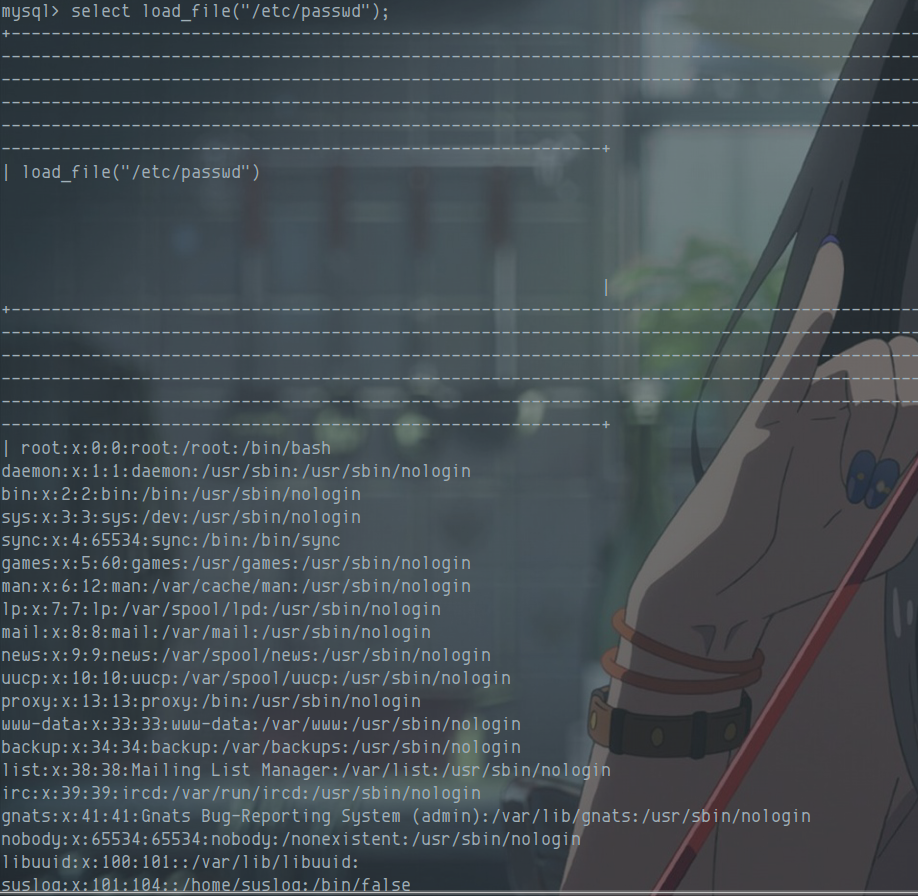 mysql> select load_file("/etc/passwd");
+------------------------------------------------------------------------------------------
--------------------------------------------------------------------------------------------
--------------------------------------------------------------------------------------------
--------------------------------------------------------------------------------------------
--------------------------------------------------------------------------------------------
------------------------------------------------------------+
| load_file("/etc/passwd")
|
+------------------------------------------------------------------------------------------
--------------------------------------------------------------------------------------------
--------------------------------------------------------------------------------------------
--------------------------------------------------------------------------------------------
--------------------------------------------------------------------------------------------
------------------------------------------------------------+
| root:x:0:0:root:/root:/bin/bash
daemon:x:1:1:daemon:/usr/sbin:/usr/sbin/nologin
bin:x:2:2:bin:/bin:/usr/sbin/nologin
sys:x:3:3:sys:/dev:/usr/sbin/nologin
sync:x:4:65534:sync:/bin:/bin/sync
games:x:5:60:games:/usr/games:/usr/sbin/nologin
man:x:6:12:man:/var/cache/man:/usr/sbin/nologin
lp:x:7:7:lp:/var/spool/lpd:/usr/sbin/nologin
mail:x:8:8:mail:/var/mail:/usr/sbin/nologin
news:x:9:9:news:/var/spool/news:/usr/sbin/nologin
uucp:x:10:10:uucp:/var/spool/uucp:/usr/sbin/nologin
proxy:x:13:13:proxy:/bin:/usr/sbin/nologin
www-data:x:33:33:www-data:/var/www:/usr/sbin/nologin
backup:x:34:34:backup:/var/backups:/usr/sbin/nologin
list:x:38:38:Mailing List Manager:/var/list:/usr/sbin/nologin
irc:x:39:39:ircd:/var/run/ircd:/usr/sbin/nologin
gnats:x:41:41:Gnats Bug-Reporting System (admin):/var/lib/gnats:/usr/sbin/nologin
nobody:x:65534:65534:nobody:/nonexistent:/usr/sbin/nologin
libuuid:x:100:101::/var/lib/libuuid:
syslog:x:101:104::/home/syslog:/bin/false